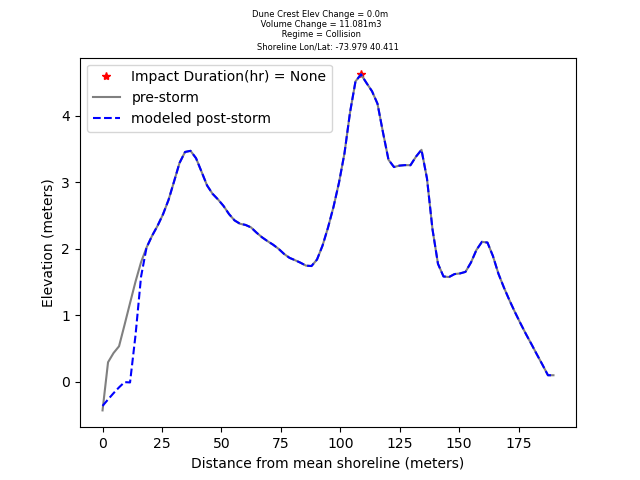 Dune Crest Elev Change = 0.0m
Volume Change = 11.081m3
Regime = Collision
Shoreline Lon/Lat: -73.979 40.411
Impact Duration(hr) = None
pre-storm
modeled post-storm
Elevation (meters)
4
3
2
1
0
0 25 50 75 100 125 150 175
Distance from mean shoreline (meters)